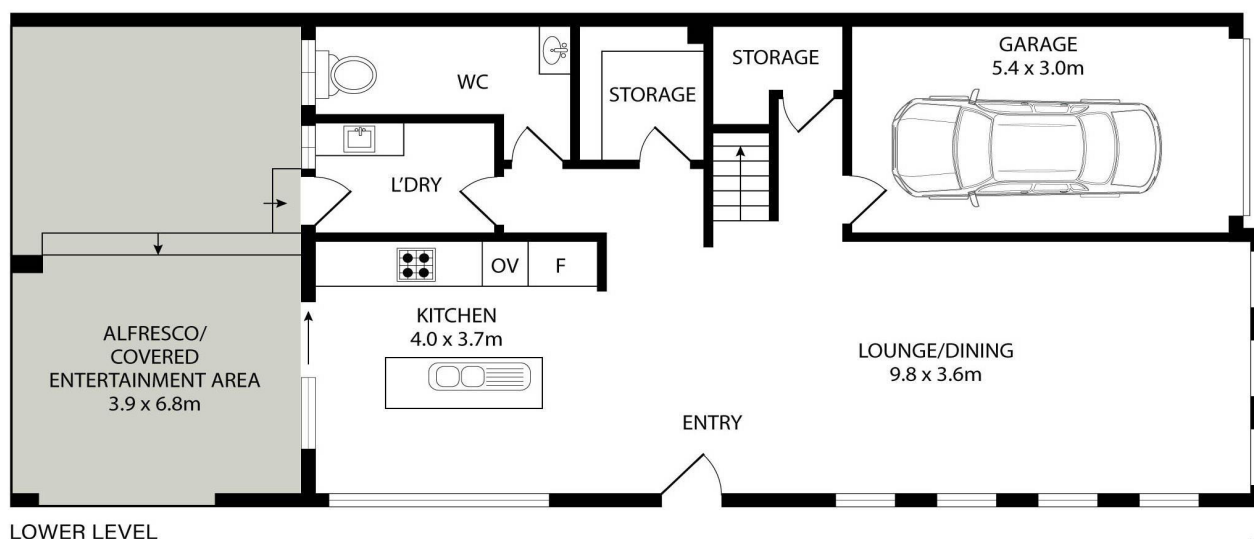 WC
STORAGE
STORAGE
GARAGE
5.4 x 3.0m
L'DRY
OV
F
KITCHEN
4.0 x 3.7m
ALFRESCO/
COVERED
ENTERTAINMENT AREA
3.9 x 6.8m
LOUNGE/DINING
9.8 x 3.6m
ENTRY
LOWER LEVEL